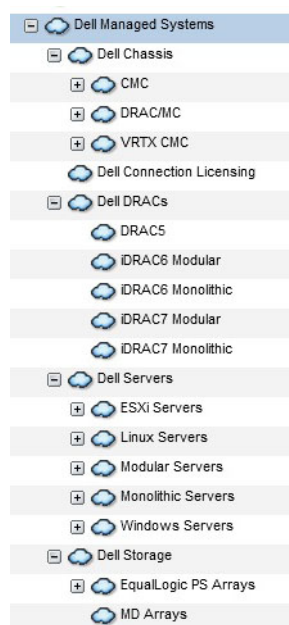 Dell Managed Systems
Dell Chassis
CMC
DRAC/MC
VRTX CMC
Dell Connection Licensing
Dell DRACs
DRAC5
iDRAC6 Modular
iDRAC6 Monolithic
iDRAC7 Modular
iDRAC7 Monolithic
Dell Servers
ESXi Servers
Linux Servers
Modular Servers
Monolithic Servers
Windows Servers
Dell Storage
EqualLogic PS Arrays
MD Arrays